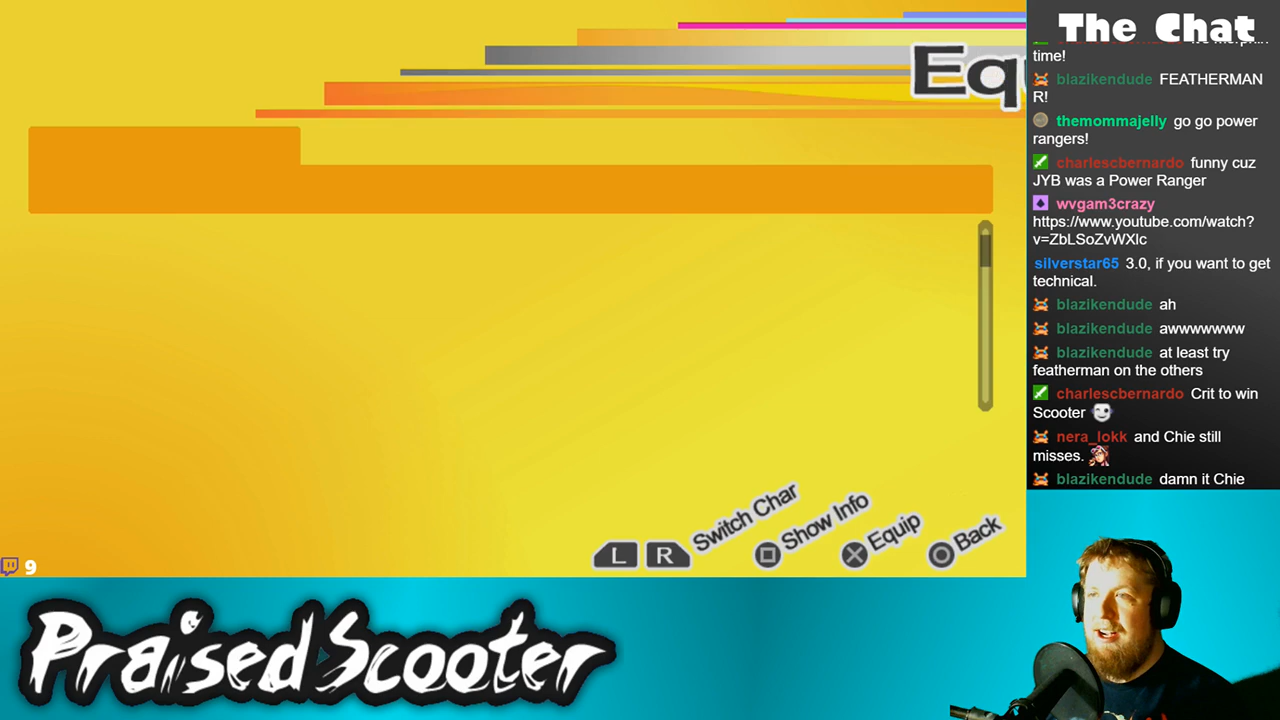 Eq
Switch Char
Show Info
Equip
Back
L
R
9
PraisedScooter
The Chat
time!
blazikendude FEATHERMAN
R!
themommajelly go go power
rangers!
charlescbernardo funny cuz
JYB was a Power Ranger
wvgam3crazy
https://www.youtube.com/watch?
v=ZbLSoZvWXlc
silverstar65 3.0, if you want to get
technical.
blazikendude ah
blazikendude awwwwwww
blazikendude at least try
featherman on the others
charlescbernardo Crit to win
Scooter
nera_lokk and Chie still
misses.
blazikendude damn it Chie